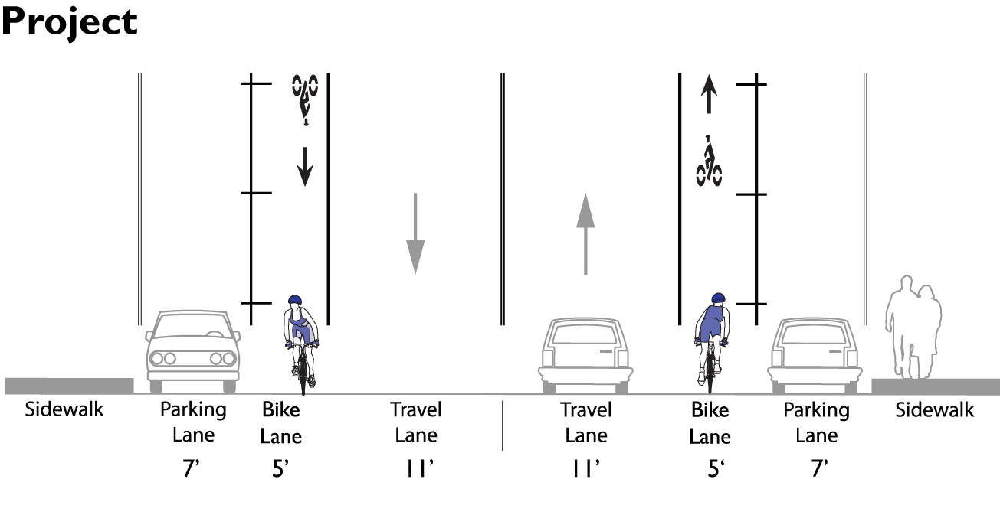 Project
Sidewalk
Parking
Lane
7’
Bike
Lane
5’
Travel
Lane
11’
Travel
Lane
11’
Bike
Lane
5‘
Parking
Lane
7’
Sidewalk